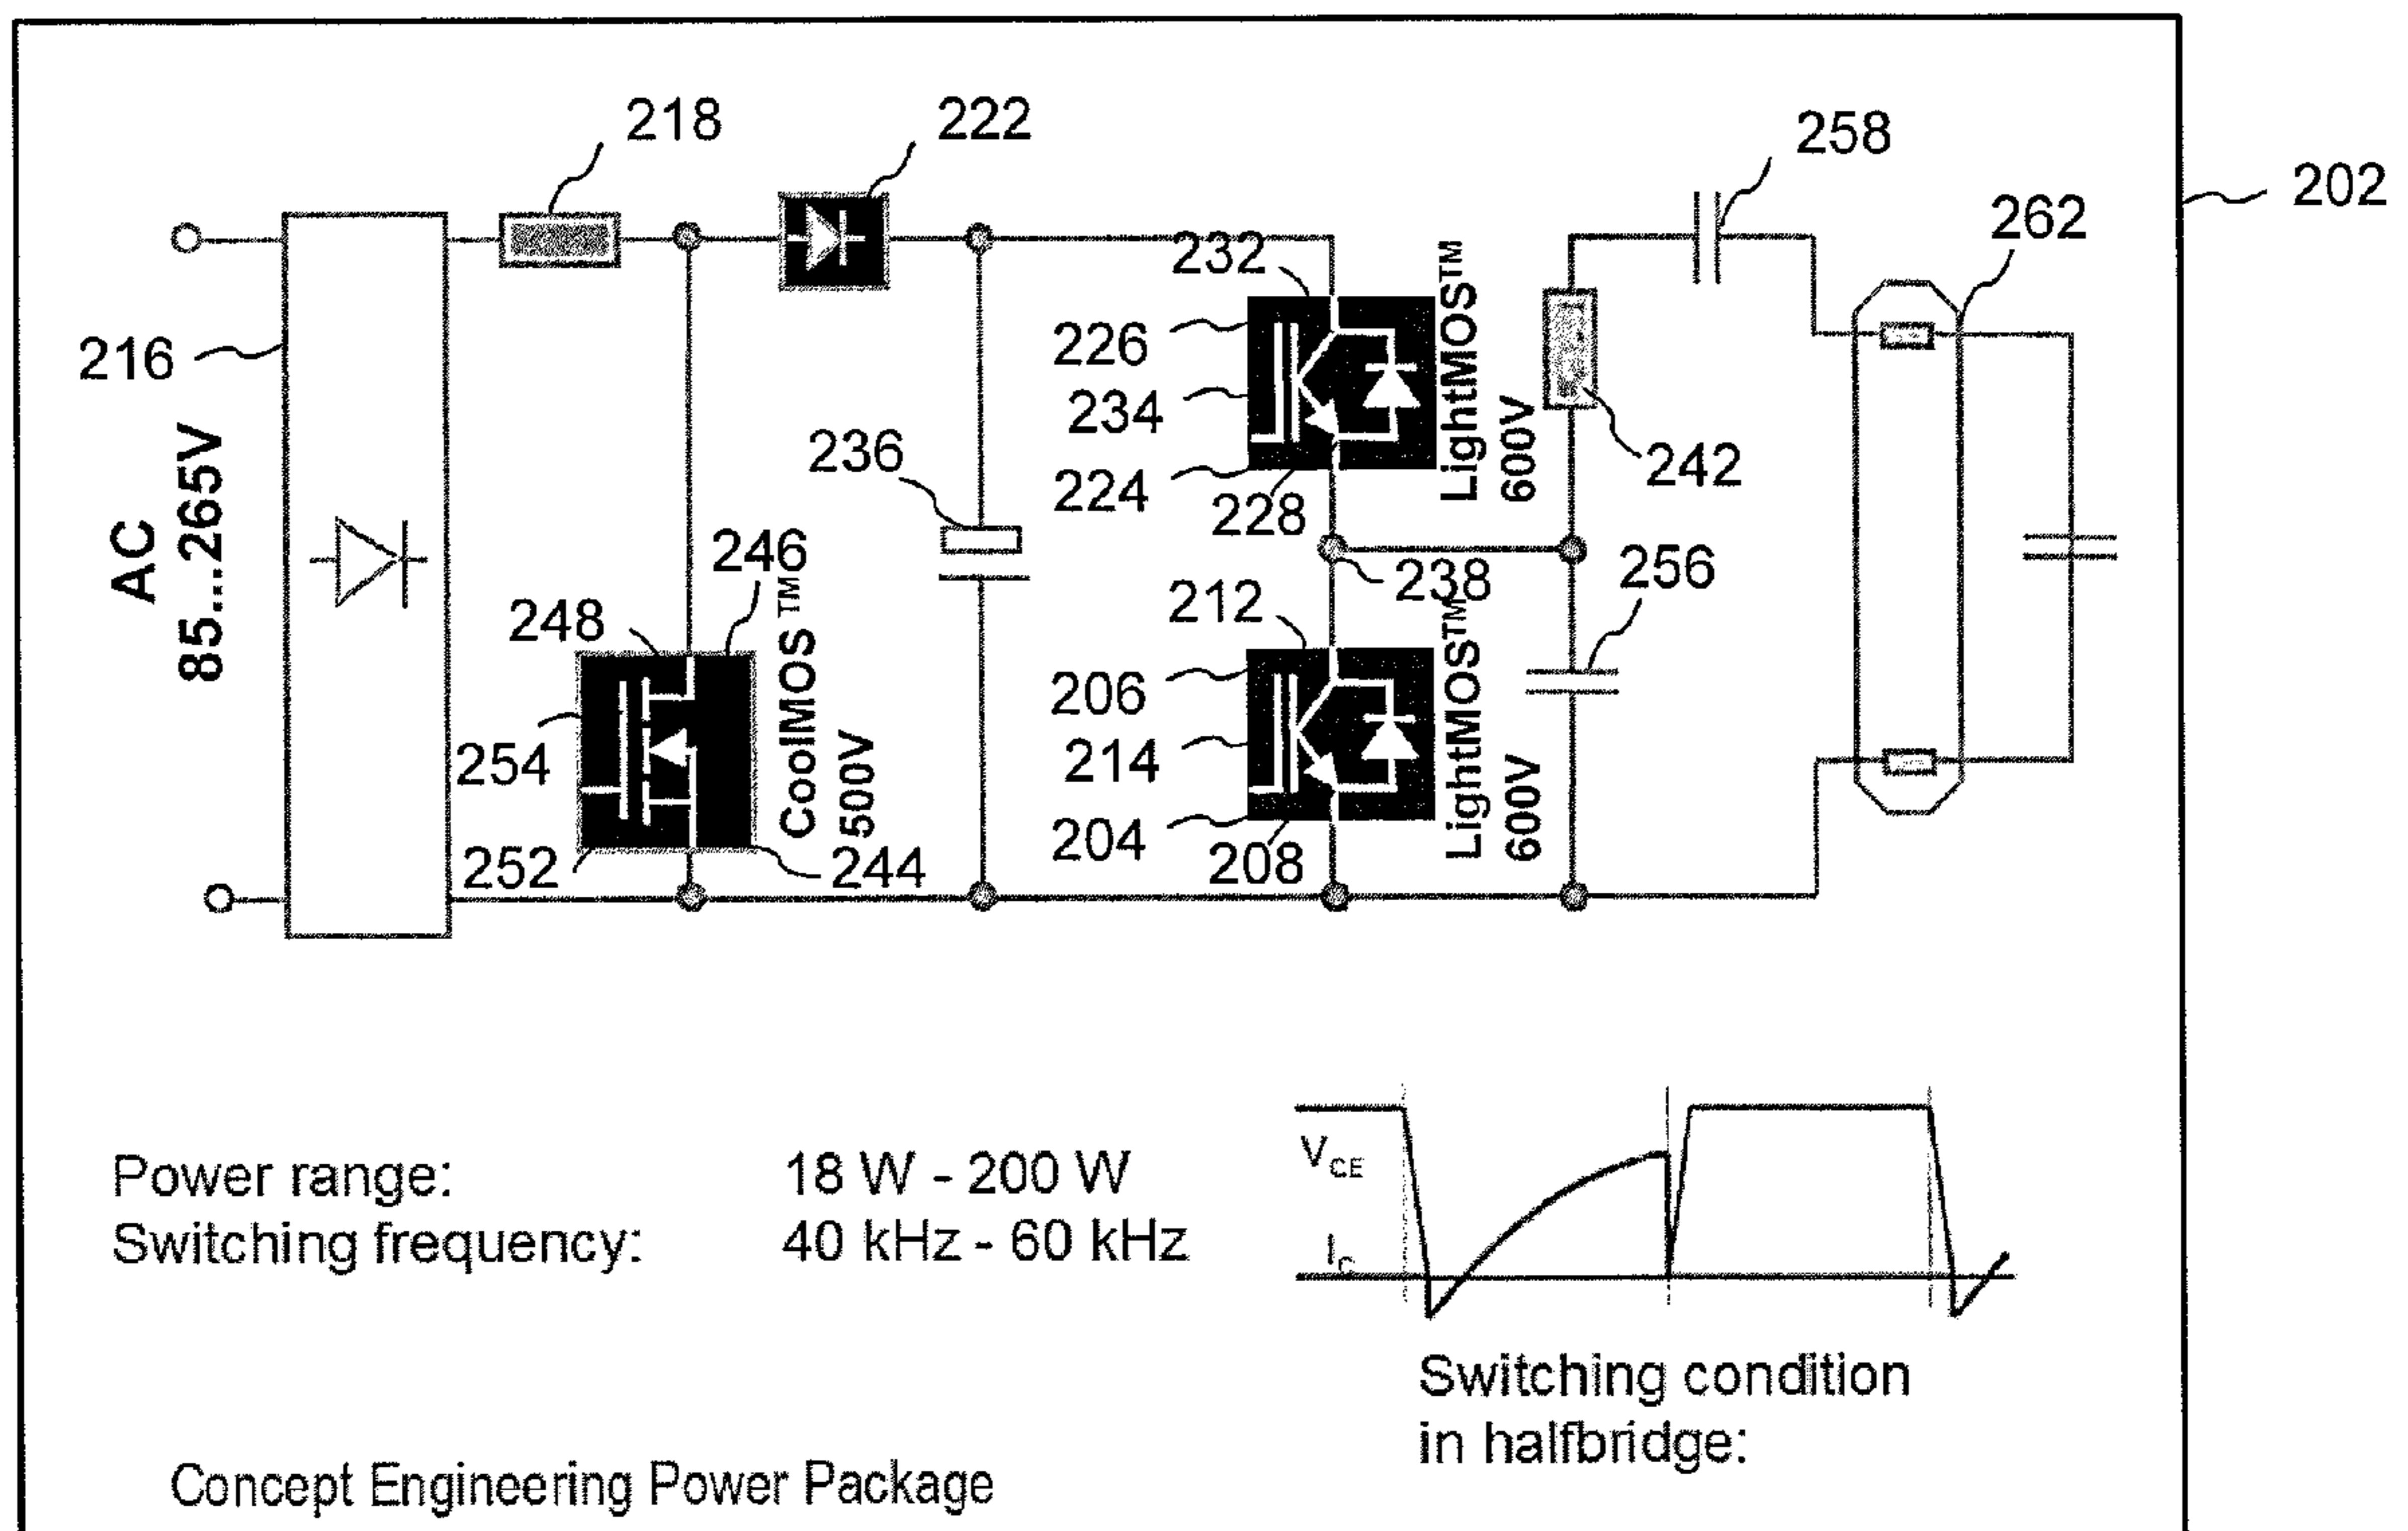 218
222
258
202
262
232
216
226
234
224
228
LightMOS™
600V
242
236
AC
85...265V
246
238
256
248
212
CoolMOS™
500V
206
214
204
208
LightMOS™
600V
254
252
244
Power range: 18 W - 200 W
Switching frequency: 40 kHz - 60 kHz
VCE
IC
Switching condition
in halfbridge:
Concept Engineering Power Package